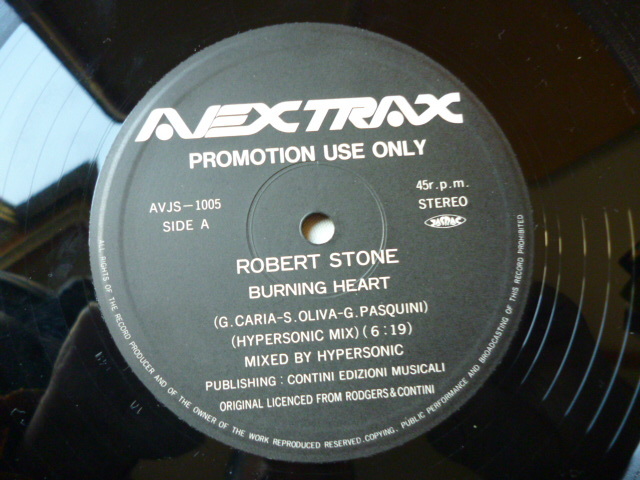 AVEX TRAX
PROMOTION USE ONLY
AVJS-1005
SIDE A
45r.p.m.
STEREO
JASRAC
ROBERT STONE
BURNING HEART
(G. CARIA-S. OLIVA-G. PASQUINI)
(HYPERSONIC MIX) (6:19)
MIXED BY HYPERSONIC
PUBLISHING : CONTINI EDIZIONI MUSICALI
ORIGINAL LICENCED FROM RODGERS & CONTINI
ALL RIGHTS OF THE RECORD PRODUCER AND OF THE OWNER OF THE WORK REPRODUCED RESERVED. COPYING, PUBLIC PERFORMANCE AND BROADCASTING OF THIS RECORD PROHIBITED